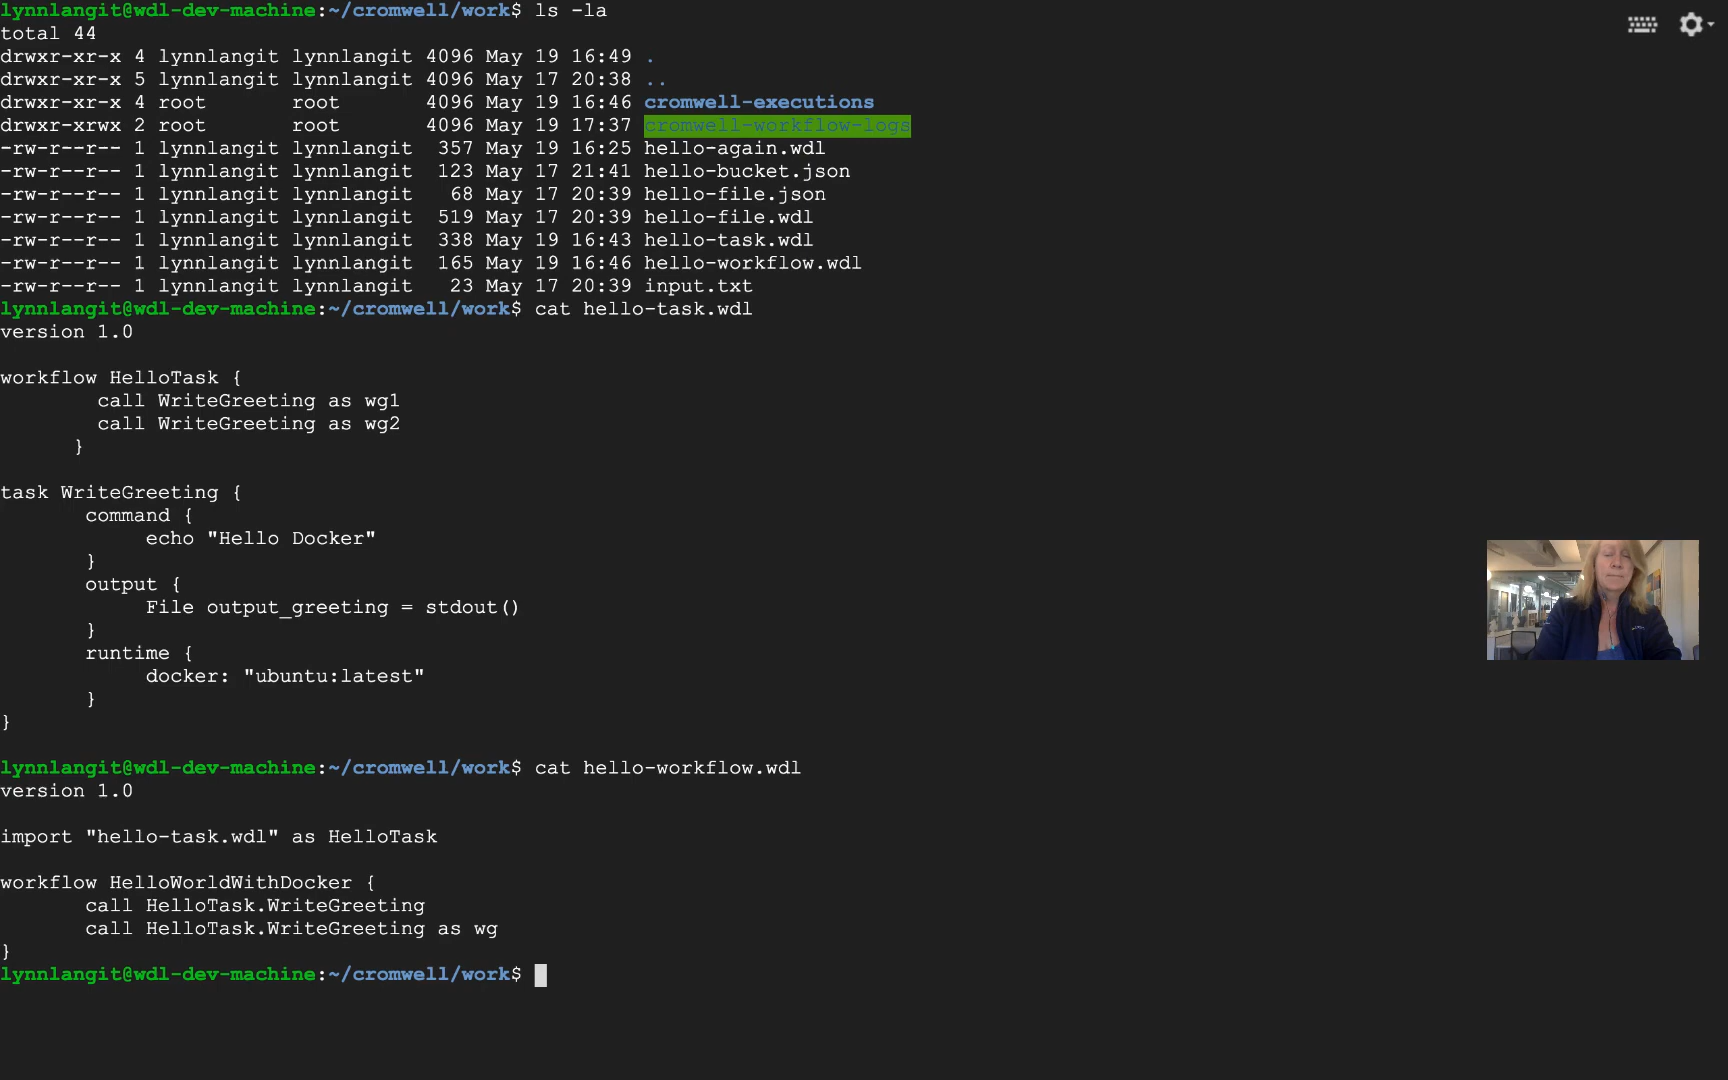 lynnlangit@wdl-dev-machine:~/cromwell/work$ ls -la
total 44
drwxr-xr-x 4 lynnlangit lynnlangit 4096 May 19 16:49 .
drwxr-xr-x 5 lynnlangit lynnlangit 4096 May 17 20:38 ..
drwxr-xr-x 4 root       root       4096 May 19 16:46 cromwell-executions
drwxr-xrwx 2 root       root       4096 May 19 17:37 cromwell-workflow-logs
-rw-r--r-- 1 lynnlangit lynnlangit  357 May 19 16:25 hello-again.wdl
-rw-r--r-- 1 lynnlangit lynnlangit  123 May 17 21:41 hello-bucket.json
-rw-r--r-- 1 lynnlangit lynnlangit   68 May 17 20:39 hello-file.json
-rw-r--r-- 1 lynnlangit lynnlangit  519 May 17 20:39 hello-file.wdl
-rw-r--r-- 1 lynnlangit lynnlangit  338 May 19 16:43 hello-task.wdl
-rw-r--r-- 1 lynnlangit lynnlangit  165 May 19 16:46 hello-workflow.wdl
-rw-r--r-- 1 lynnlangit lynnlangit   23 May 17 20:39 input.txt
lynnlangit@wdl-dev-machine:~/cromwell/work$ cat hello-task.wdl
version 1.0

workflow HelloTask {
        call WriteGreeting as wg1
        call WriteGreeting as wg2
      }

task WriteGreeting {
       command {
            echo "Hello Docker"
       }
       output {
            File output_greeting = stdout()
       }
       runtime {
            docker: "ubuntu:latest"
       }
}

lynnlangit@wdl-dev-machine:~/cromwell/work$ cat hello-workflow.wdl
version 1.0

import "hello-task.wdl" as HelloTask

workflow HelloWorldWithDocker {
       call HelloTask.WriteGreeting
       call HelloTask.WriteGreeting as wg
}
lynnlangit@wdl-dev-machine:~/cromwell/work$